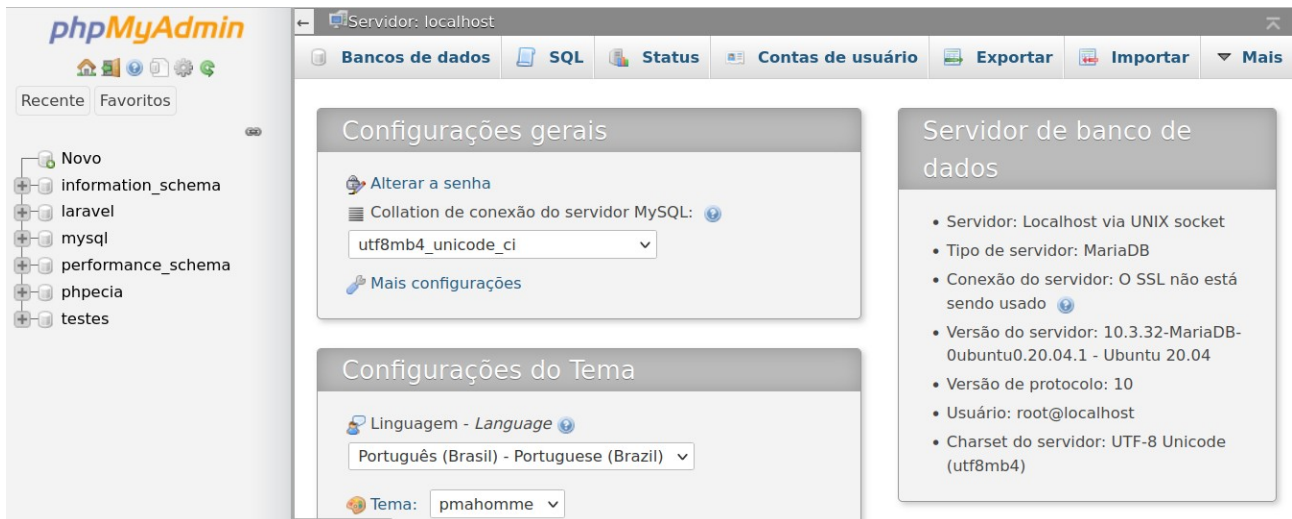 phpMyAdmin
Recente Favoritos
Novo
information_schema
laravel
mysql
performance_schema
phpecia
testes
Servidor: localhost
Bancos de dados SQL Status Contas de usuário Exportar Importar Mais
Configurações gerais
Alterar a senha
Collation de conexão do servidor MySQL:
utf8mb4_unicode_ci
Mais configurações
Configurações do Tema
Linguagem - Language
Português (Brasil) - Portuguese (Brazil)
Tema: pmahomme
Servidor de banco de
dados
• Servidor: Localhost via UNIX socket
• Tipo de servidor: MariaDB
• Conexão do servidor: O SSL não está
sendo usado
• Versão do servidor: 10.3.32-MariaDB-
0ubuntu0.20.04.1 - Ubuntu 20.04
• Versão de protocolo: 10
• Usuário: root@localhost
• Charset do servidor: UTF-8 Unicode
(utf8mb4)